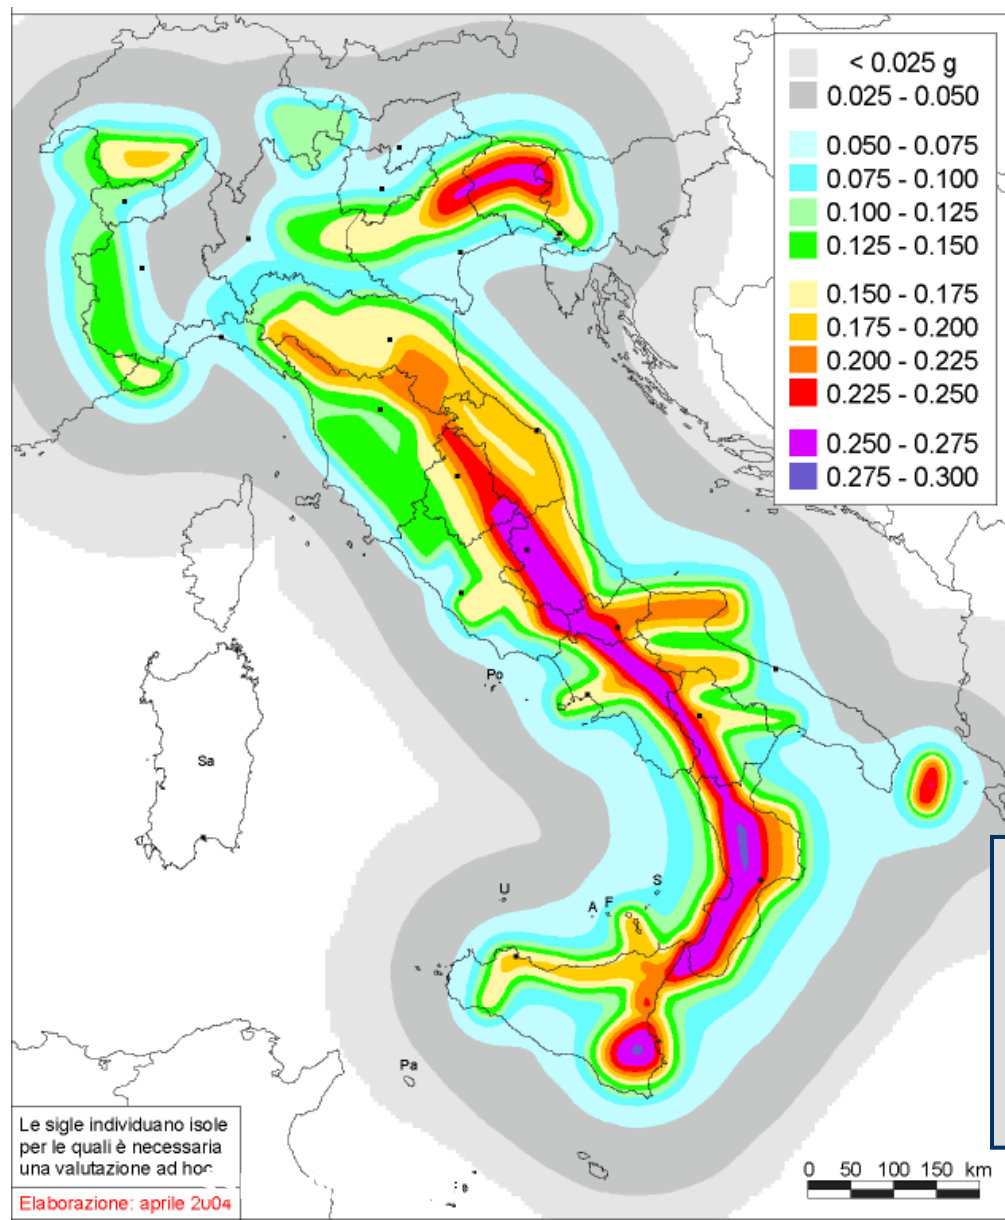 < 0.025 g
0.025 - 0.050
0.050 - 0.075
0.075 - 0.100
0.100 - 0.125
0.125 - 0.150
0.150 - 0.175
0.175 - 0.200
0.200 - 0.225
0.225 - 0.250
0.250 - 0.275
0.275 - 0.300
Po
Sa
S
U
A F
Pa
Le sigle individuano isole
per le quali è necessaria
una valutazione ad hoc
Elaborazione: aprile 2004
0 50 100 150 km